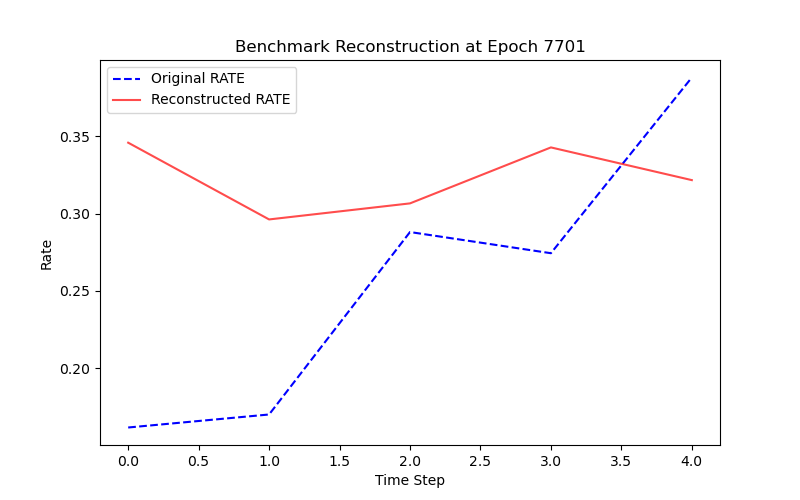 Benchmark Reconstruction at Epoch 7701
Original RATE
Reconstructed RATE
0.35
0.30
0.25
0.20
Rate
0.0 0.5 1.0 1.5 2.0 2.5 3.0 3.5 4.0
Time Step